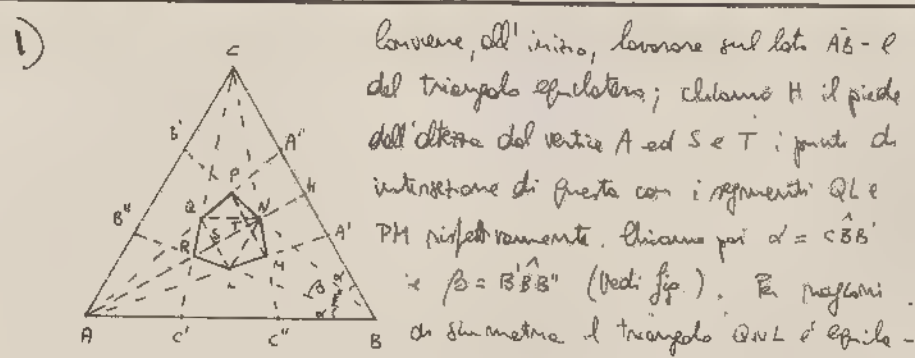 1)
Conviene, all' inizio, lavorare sul lato AB = l
del triangolo equilatero; chiamo H il piede
dell'altezza dal vertice A ed S e T i punti di
intersezione di questa con i segmenti QL e
PM rispettivamente. Chiamo poi α = CB̂B'
e β = B'B̂B" (Vedi fig.). Per ragioni
di simmetria il triangolo QNL è equila-
C
B'
A"
P
H
B"
Q
N
S
T
A'
R
M
L
β
α
A
C'
C"
B